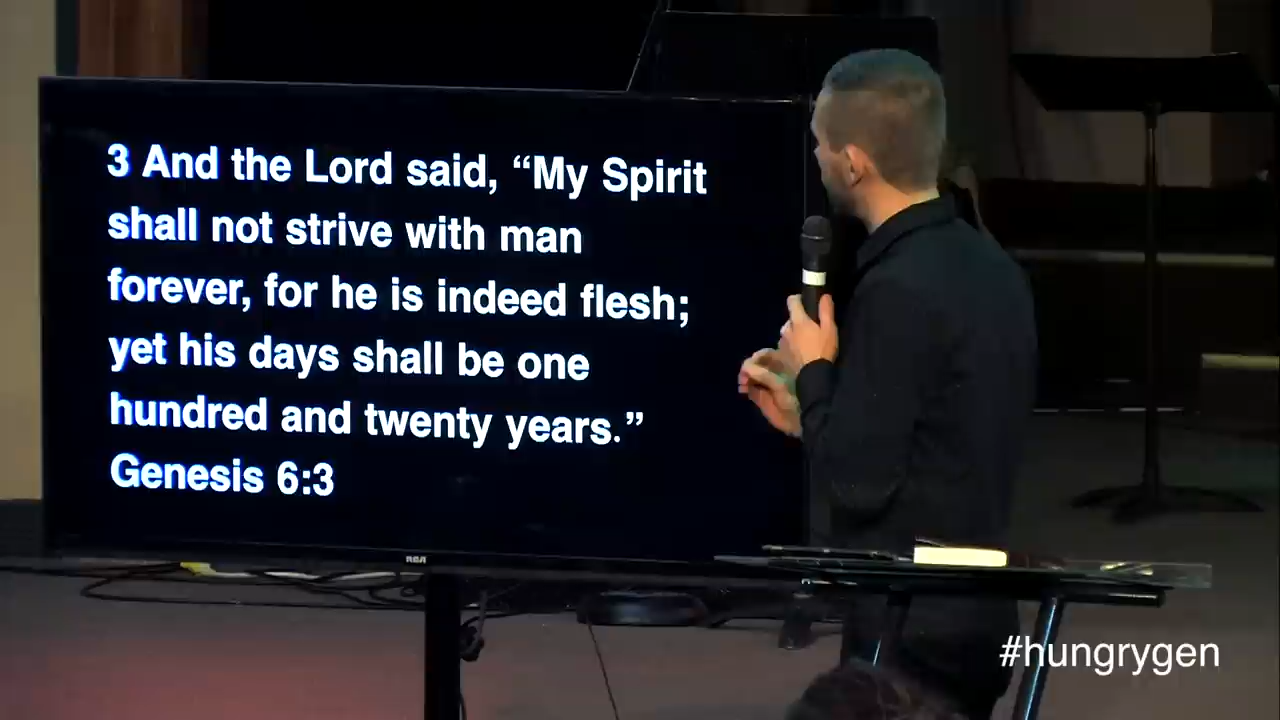 3 And the Lord said, “My Spirit
shall not strive with man
forever, for he is indeed flesh;
yet his days shall be one
hundred and twenty years.”
Genesis 6:3
RCA
#hungrygen